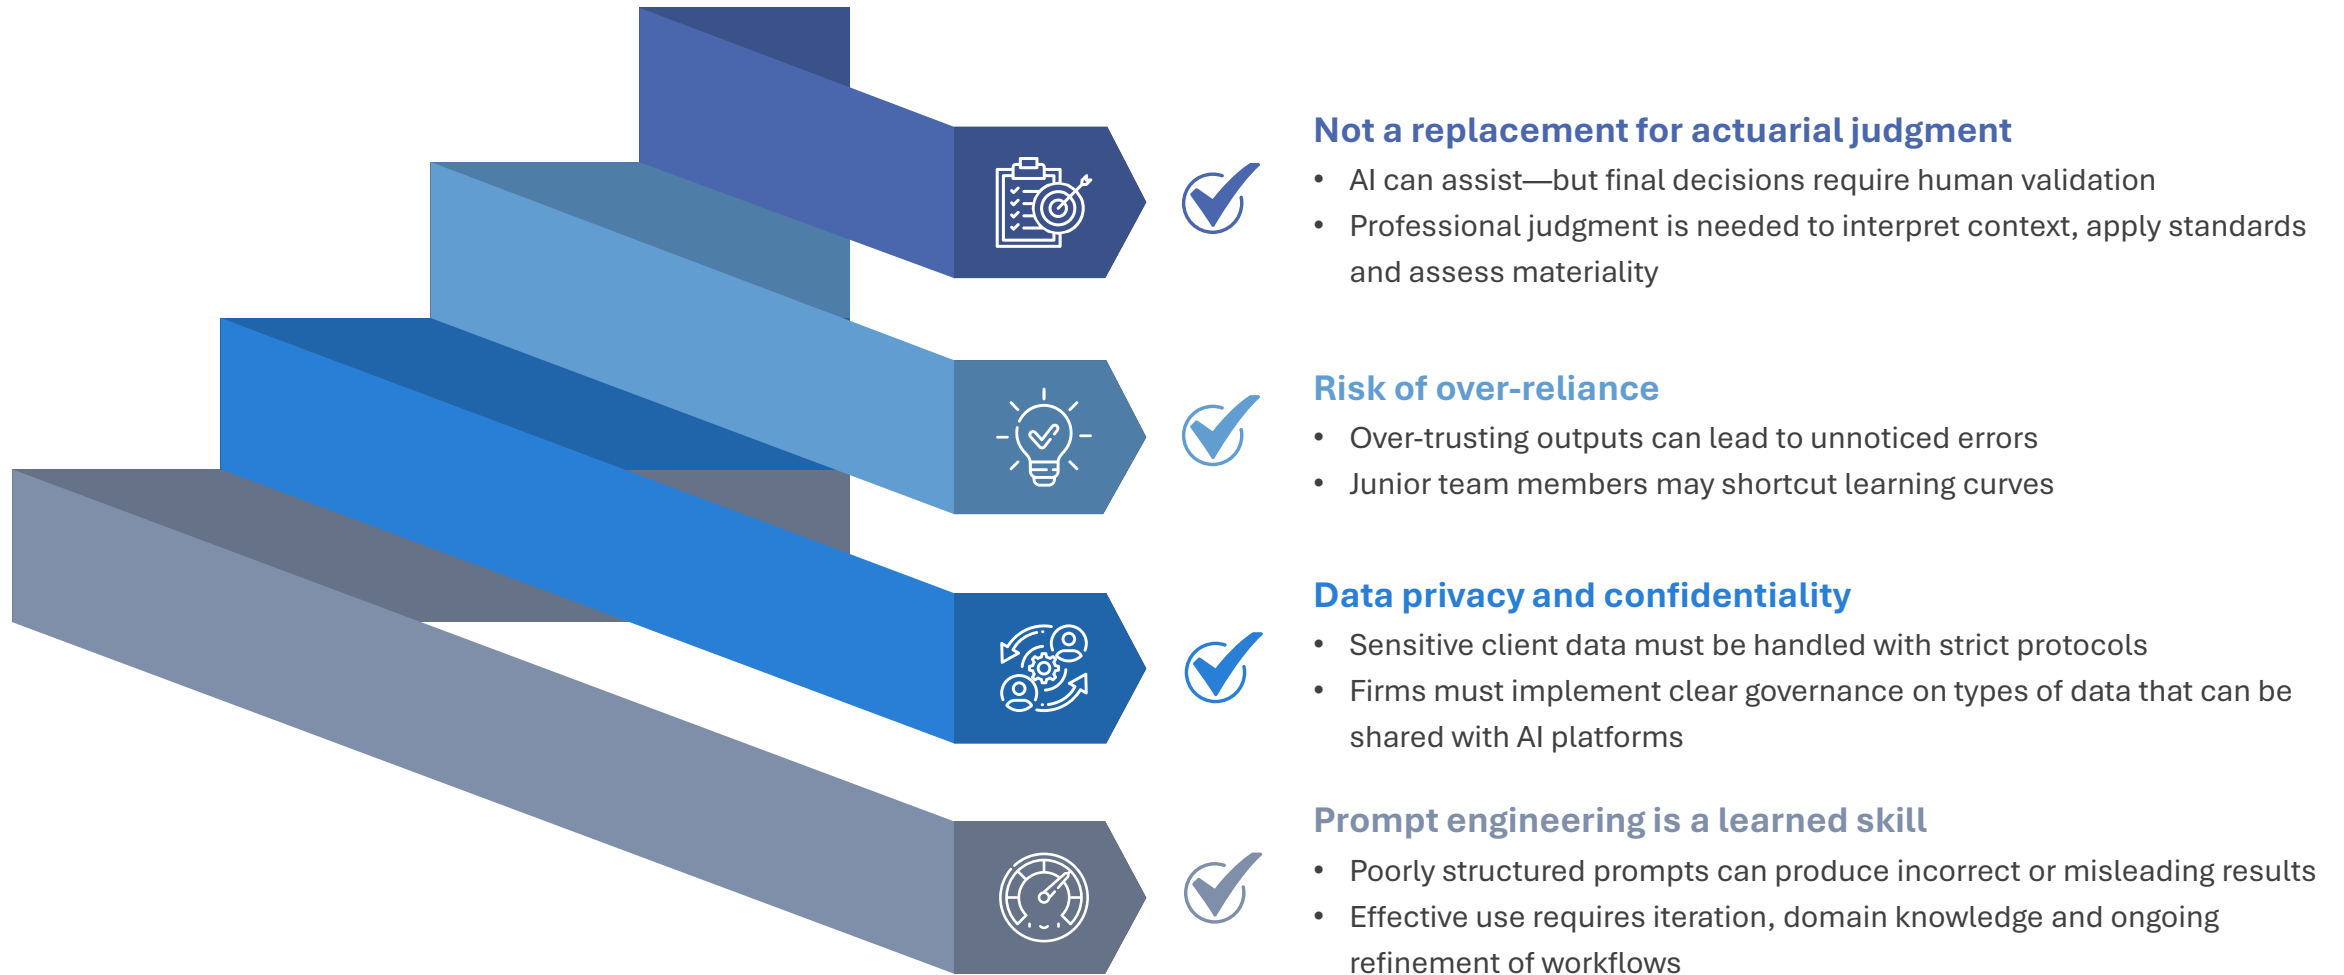 Not a replacement for actuarial judgment
• AI can assist—but final decisions require human validation
• Professional judgment is needed to interpret context, apply standards
and assess materiality
Risk of over-reliance
• Over-trusting outputs can lead to unnoticed errors
• Junior team members may shortcut learning curves
Data privacy and confidentiality
• Sensitive client data must be handled with strict protocols
• Firms must implement clear governance on types of data that can be
shared with AI platforms
Prompt engineering is a learned skill
• Poorly structured prompts can produce incorrect or misleading results
• Effective use requires iteration, domain knowledge and ongoing
refinement of workflows